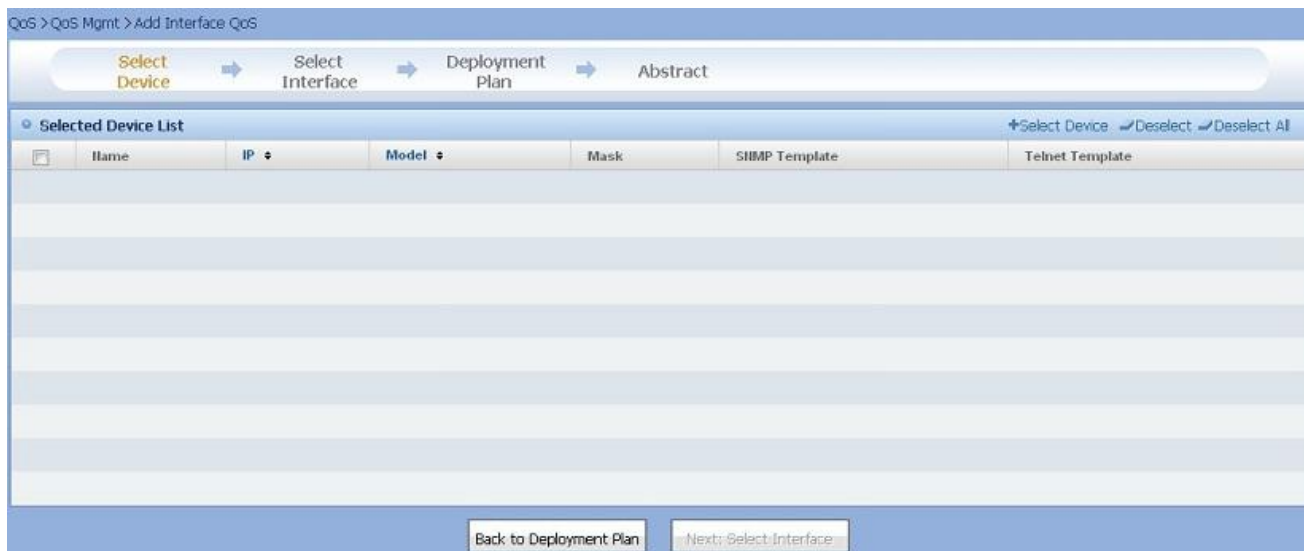 QoS >QoS Mgmt >Add Interface QoS
Select
Device
Select
Interface
Deployment
Plan
Abstract
Selected Device List
Select Device Deselect Deselect All
Name IP Model Mask SNMP Template Telnet Template
Back to Deployment Plan Next: Select Interface